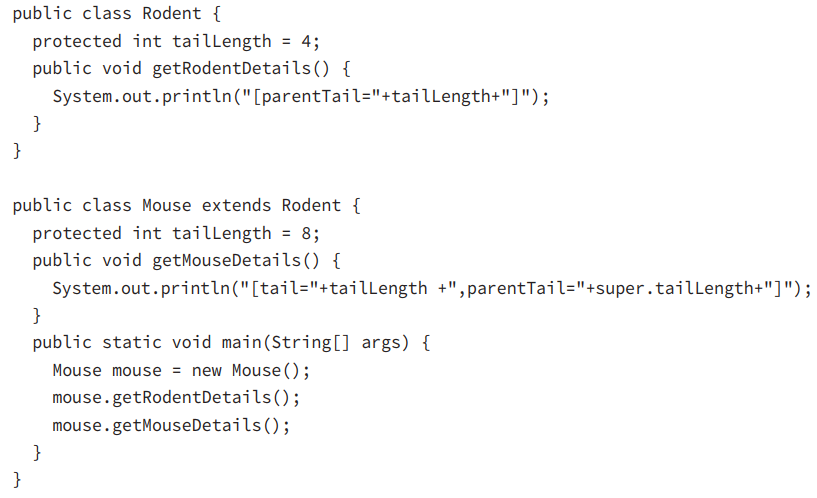 public class Rodent {
  protected int tailLength = 4;
  public void getRodentDetails() {
    System.out.println("[parentTail="+tailLength+"]");
  }
}

public class Mouse extends Rodent {
  protected int tailLength = 8;
  public void getMouseDetails() {
    System.out.println("[tail="+tailLength +",parentTail="+super.tailLength+"]");
  }
  public static void main(String[] args) {
    Mouse mouse = new Mouse();
    mouse.getRodentDetails();
    mouse.getMouseDetails();
  }
}